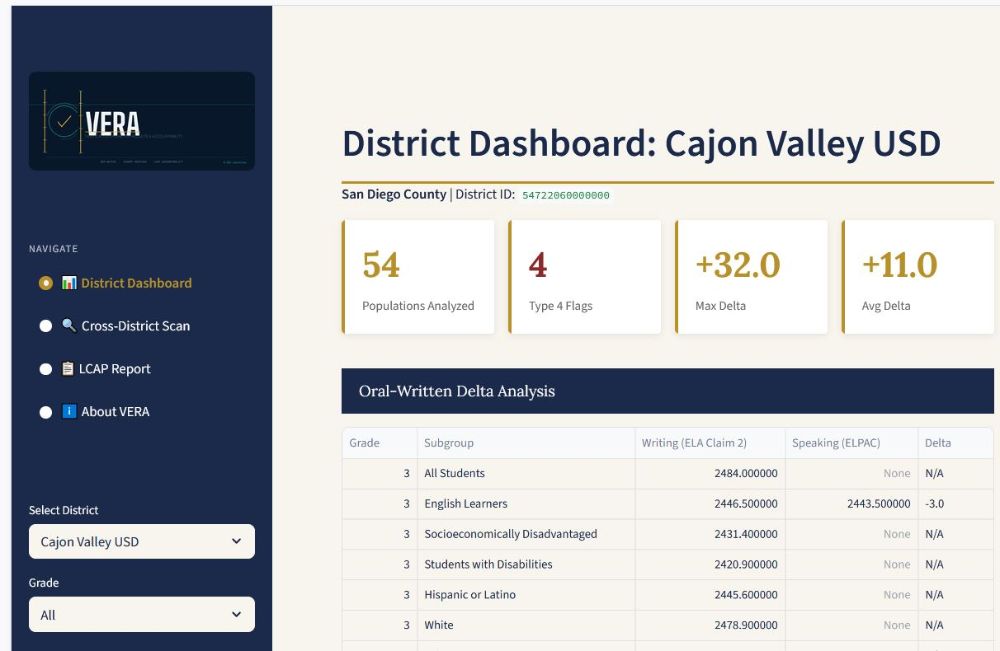 VERA
NAVIGATE
District Dashboard
Cross-District Scan
LCAP Report
About VERA
Select District
Cajon Valley USD
Grade
All
District Dashboard: Cajon Valley USD
San Diego County | District ID: 54722060000000
54
Populations Analyzed
4
Type 4 Flags
+32.0
Max Delta
+11.0
Avg Delta
Oral-Written Delta Analysis
Grade Subgroup Writing (ELA Claim 2) Speaking (ELPAC) Delta
3 All Students 2484.000000 None N/A
3 English Learners 2446.500000 2443.500000 -3.0
3 Socioeconomically Disadvantaged 2431.400000 None N/A
3 Students with Disabilities 2420.900000 None N/A
3 Hispanic or Latino 2445.600000 None N/A
3 White 2478.900000 None N/A